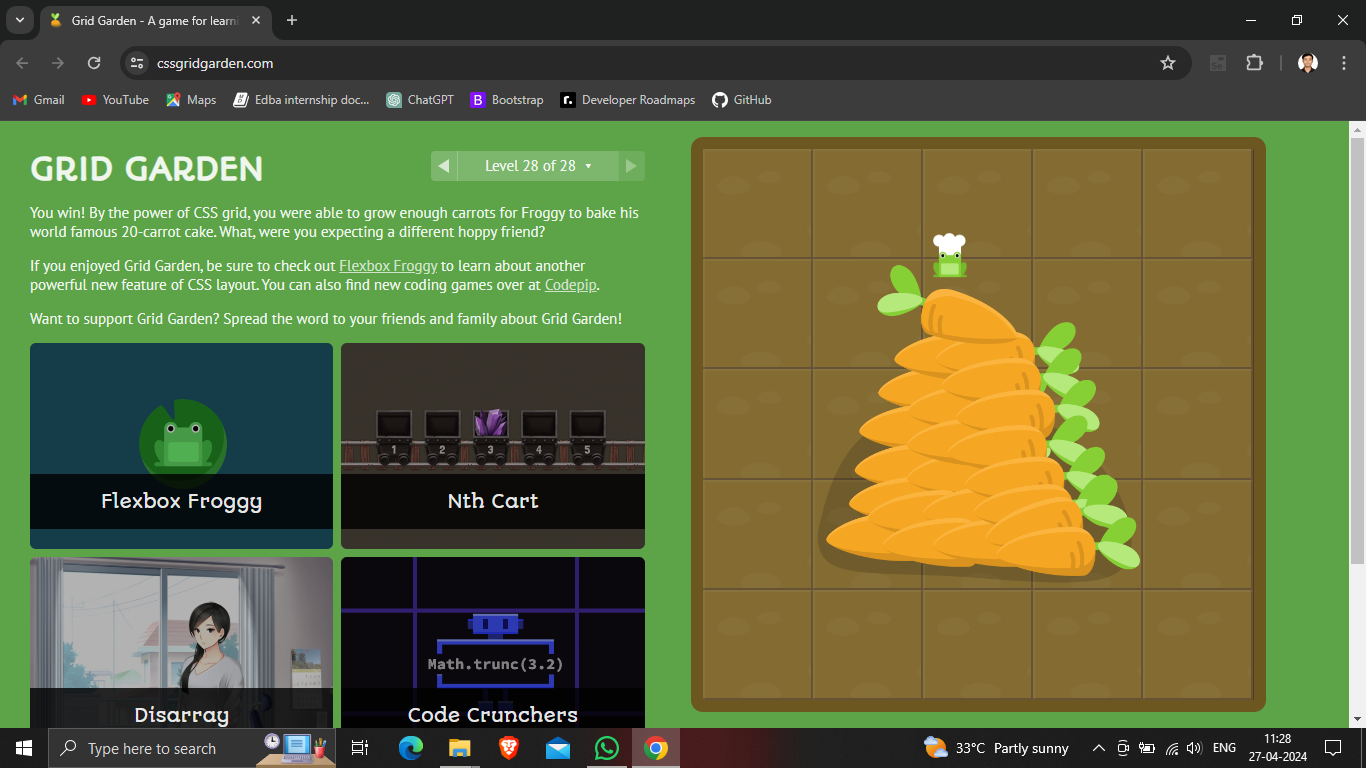 Grid Garden - A game for learni
cssgridgarden.com
Gmail
YouTube
Maps
Edba internship doc...
ChatGPT
Bootstrap
Developer Roadmaps
GitHub
GRID GARDEN
Level 28 of 28
You win! By the power of CSS grid, you were able to grow enough carrots for Froggy to bake his
world famous 20-carrot cake. What, were you expecting a different hoppy friend?
If you enjoyed Grid Garden, be sure to check out Flexbox Froggy to learn about another
powerful new feature of CSS layout. You can also find new coding games over at Codepip.
Want to support Grid Garden? Spread the word to your friends and family about Grid Garden!
Flexbox Froggy
1 2 3 4 5
Nth Cart
Disarray
Math.trunc(3.2)
Code Crunchers
Type here to search
33°C Partly sunny
ENG
11:28
27-04-2024